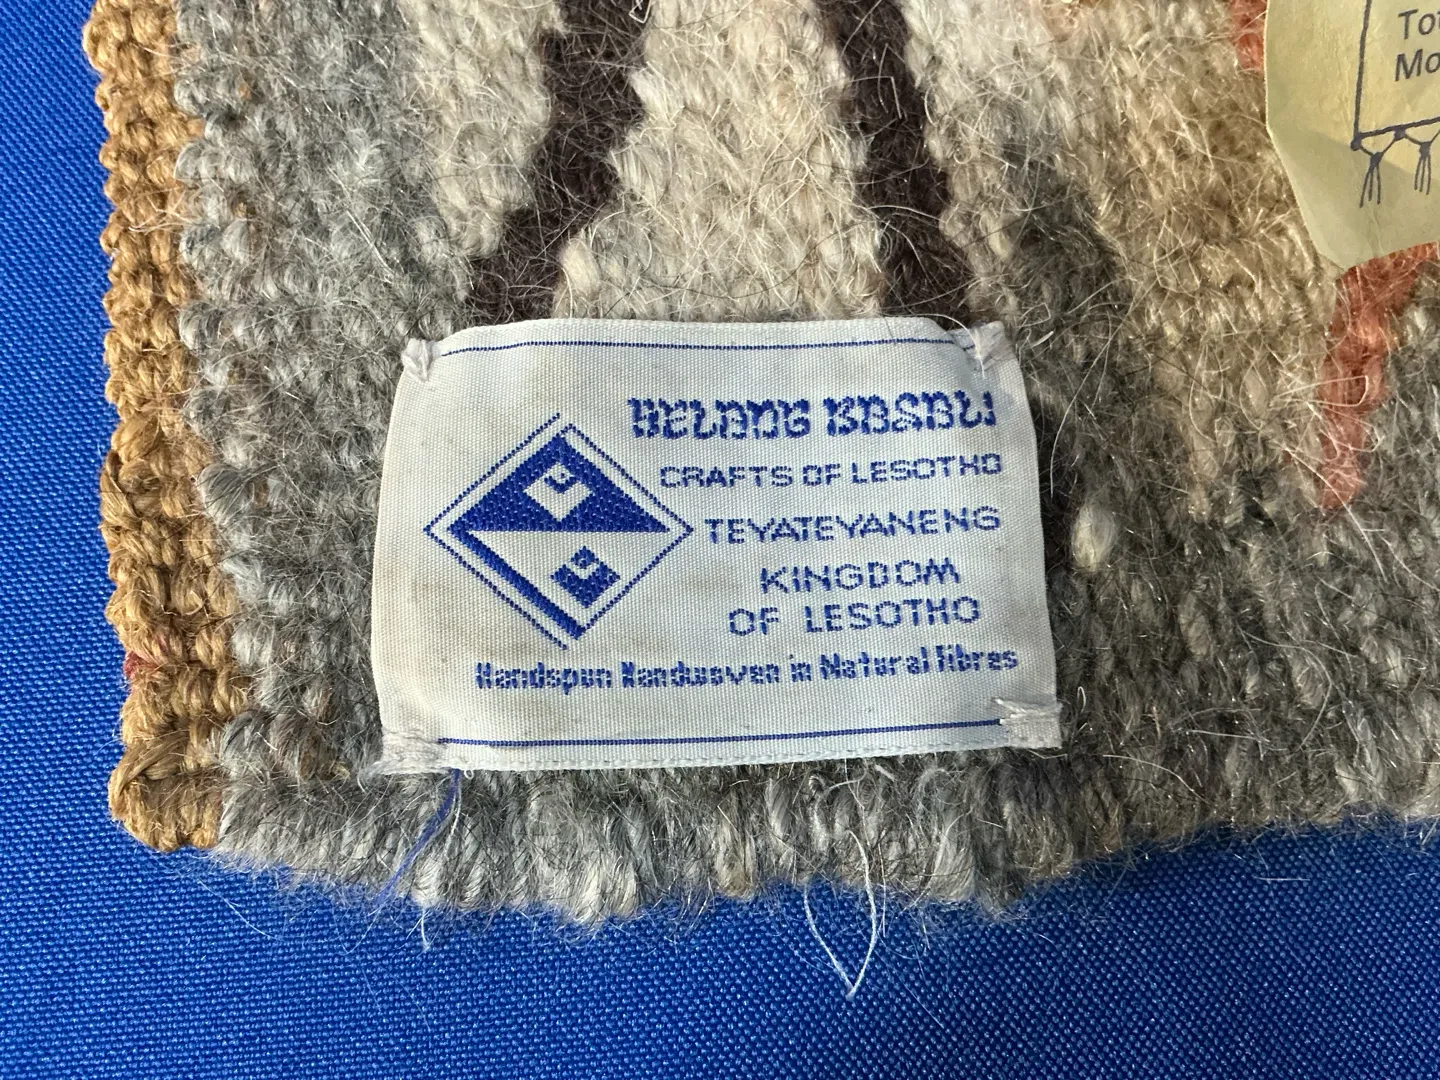 HELANG BASALI
CRAFTS OF LESOTHO
TEYATEYANENG
KINGDOM
OF LESOTHO
Handspun Handwoven in Natural Fibres